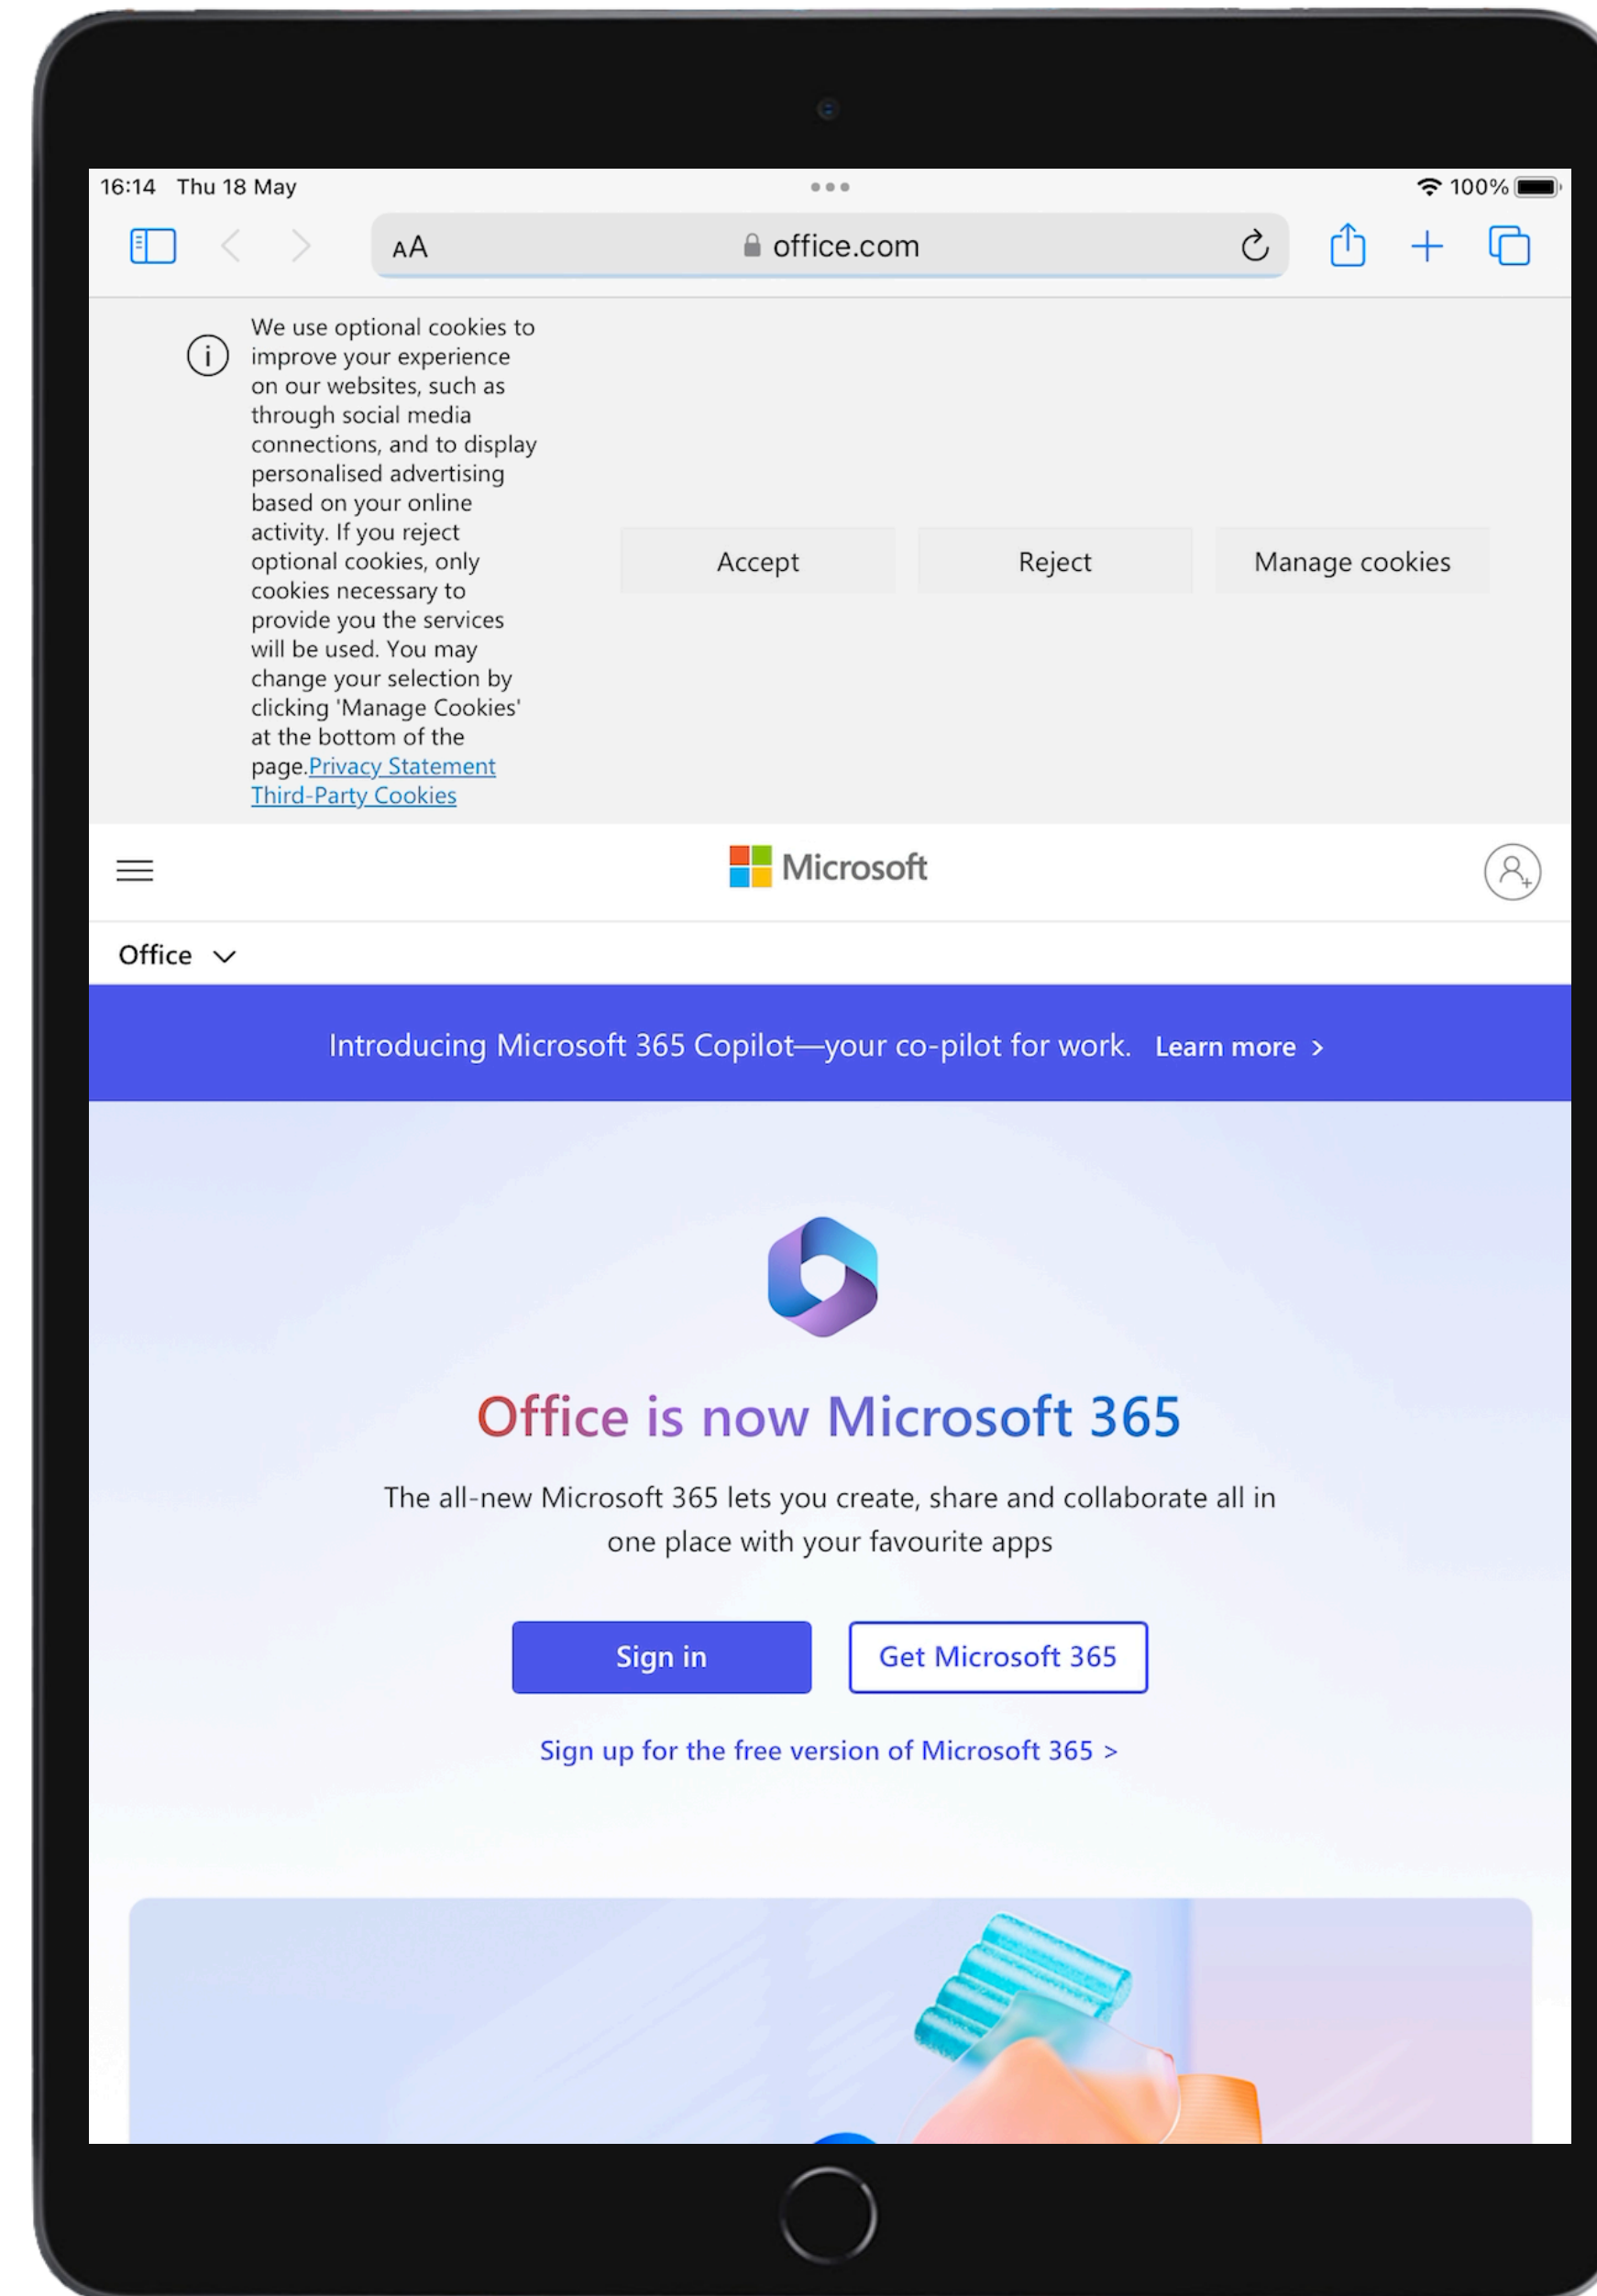 16:14 Thu 18 May
100%
AA
office.com
We use optional cookies to
improve your experience
on our websites, such as
through social media
connections, and to display
personalised advertising
based on your online
activity. If you reject
optional cookies, only
cookies necessary to
provide you the services
will be used. You may
change your selection by
clicking 'Manage Cookies'
at the bottom of the
page.Privacy Statement
Third-Party Cookies
Accept
Reject
Manage cookies
Microsoft
Office
Introducing Microsoft 365 Copilot—your co-pilot for work. Learn more >
Office is now Microsoft 365
The all-new Microsoft 365 lets you create, share and collaborate all in
one place with your favourite apps
Sign in
Get Microsoft 365
Sign up for the free version of Microsoft 365 >